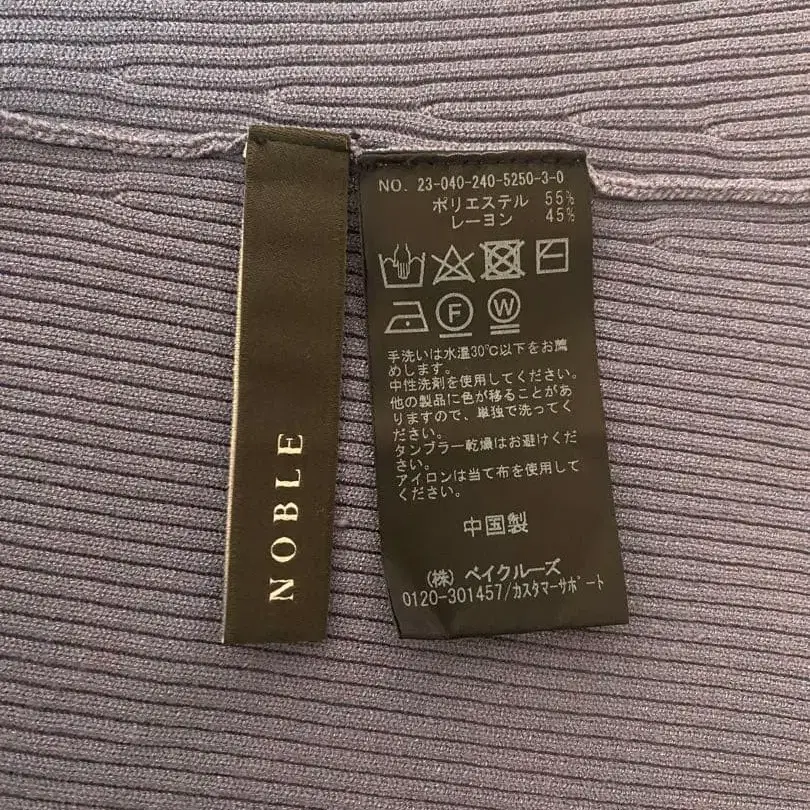 NOBLE
NO. 23-040-240-5250-3-0
ポリエステル 55%
レーヨン 45%
F W
手洗いは水温30℃以下をお薦
めします。
中性洗剤を使用してください。
他の製品に色が移ることがあ
りますので、単独で洗ってく
ださい。
タンブラー乾燥はお避けくだ
さい。
アイロンは当て布を使用して
ください。
中国製
(株) ベイクルーズ
0120-301457/カスタマーサポート